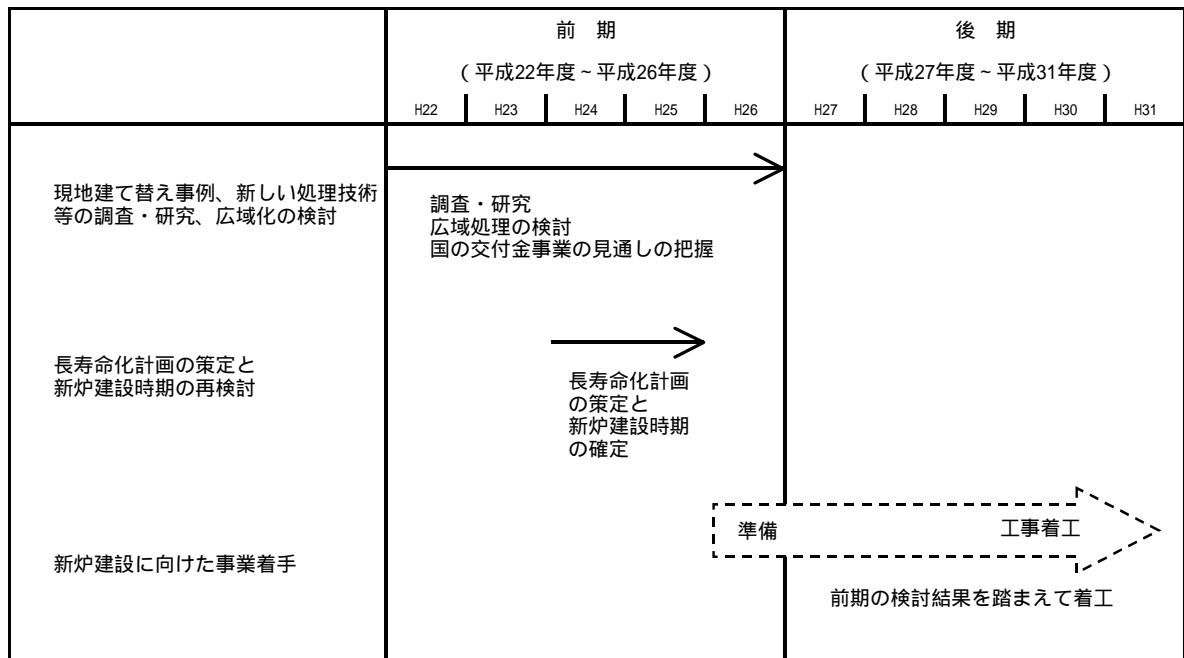 前　期
後　期
（平成22年度～平成26年度）
（平成27年度～平成31年度）
H22 H23 H24 H25 H26 H27 H28 H29 H30 H31
現地建て替え事例、新しい処理技術
等の調査・研究、広域化の検討
調査・研究
広域処理の検討
国の交付金事業の見通しの把握
長寿命化計画の策定と
新炉建設時期の再検討
長寿命化計画
の策定と
新炉建設時期
の確定
新炉建設に向けた事業着手
準備
工事着工
前期の検討結果を踏まえて着工